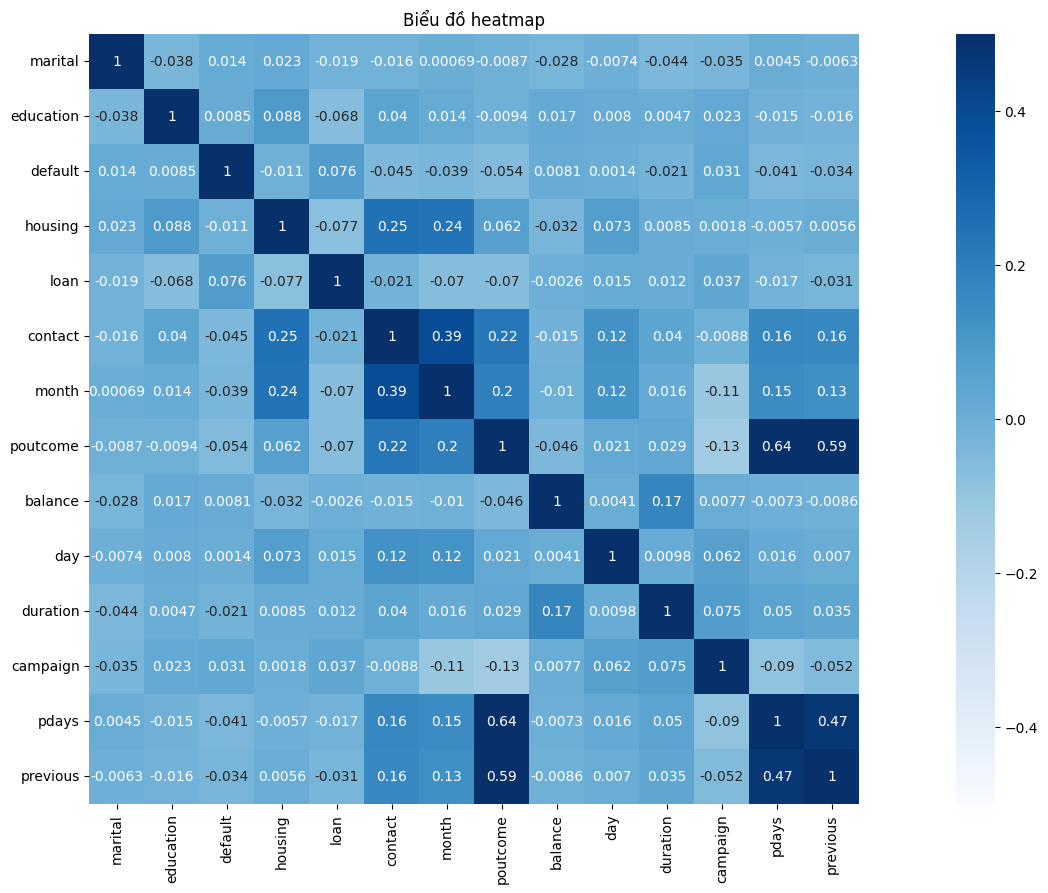 Biểu đồ heatmap
marital 1 -0.038 0.014 0.023 -0.019 -0.016 0.00069 -0.0087 -0.028 -0.0074 -0.044 -0.035 0.0045 -0.0063
education -0.038 1 0.0085 0.088 -0.068 0.04 0.014 -0.0094 0.017 0.008 0.0047 0.023 -0.015 -0.016
default 0.014 0.0085 1 -0.011 0.076 -0.045 -0.039 -0.054 0.0081 0.0014 -0.021 0.031 -0.041 -0.034
housing 0.023 0.088 -0.011 1 -0.077 0.25 0.24 0.062 -0.032 0.073 0.0085 0.0018 -0.0057 0.0056
loan -0.019 -0.068 0.076 -0.077 1 -0.021 -0.07 -0.07 -0.0026 0.015 0.012 0.037 -0.017 -0.031
contact -0.016 0.04 -0.045 0.25 -0.021 1 0.39 0.22 -0.015 0.12 0.04 -0.0088 0.16 0.16
month 0.00069 0.014 -0.039 0.24 -0.07 0.39 1 0.2 -0.01 0.12 0.016 -0.11 0.15 0.13
poutcome -0.0087 -0.0094 -0.054 0.062 -0.07 0.22 0.2 1 -0.046 0.021 0.029 -0.13 0.64 0.59
balance -0.028 0.017 0.0081 -0.032 -0.0026 -0.015 -0.01 -0.046 1 0.0041 0.17 0.0077 -0.0073 -0.0086
day -0.0074 0.008 0.0014 0.073 0.015 0.12 0.12 0.021 0.0041 1 0.0098 0.062 0.016 0.007
duration -0.044 0.0047 -0.021 0.0085 0.012 0.04 0.016 0.029 0.17 0.0098 1 0.075 0.05 0.035
campaign -0.035 0.023 0.031 0.0018 0.037 -0.0088 -0.11 -0.13 0.0077 0.062 0.075 1 -0.09 -0.052
pdays 0.0045 -0.015 -0.041 -0.0057 -0.017 0.16 0.15 0.64 -0.0073 0.016 0.05 -0.09 1 0.47
previous -0.0063 -0.016 -0.034 0.0056 -0.031 0.16 0.13 0.59 -0.0086 0.007 0.035 -0.052 0.47 1
marital education default housing loan contact month poutcome balance day duration campaign pdays previous
0.4
0.2
0.0
−0.2
−0.4